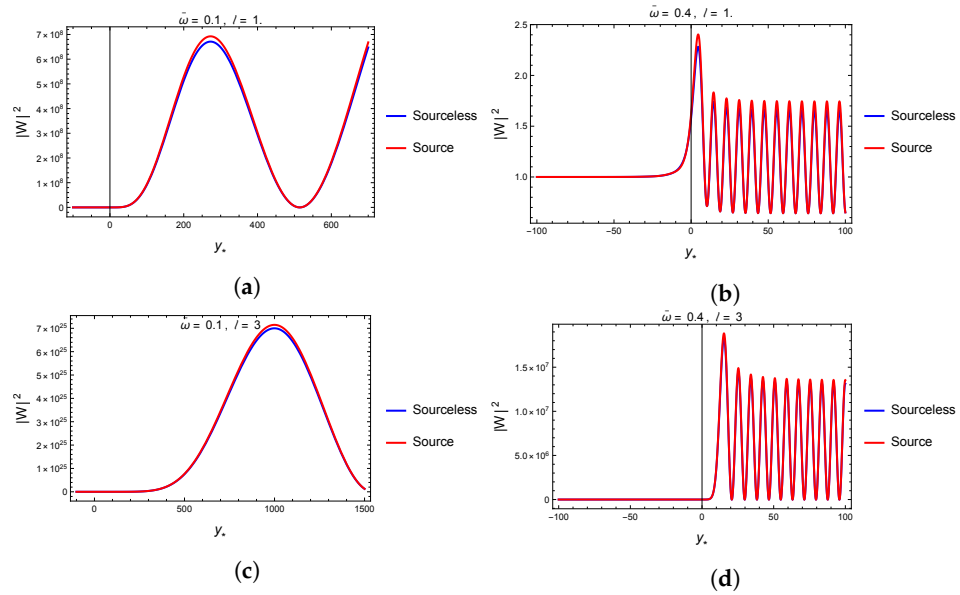 ω̄ = 0.1 , l = 1.
|W|²
7 × 10⁸
6 × 10⁸
5 × 10⁸
4 × 10⁸
3 × 10⁸
2 × 10⁸
1 × 10⁸
0
0 200 400 600
y*
Sourceless
Source
(a)
ω̄ = 0.4 , l = 1.
|W|²
2.5
2.0
1.5
1.0
−100 −50 0 50 100
y*
Sourceless
Source
(b)
ω̄ = 0.1 , l = 3
|W|²
7 × 10²⁵
6 × 10²⁵
5 × 10²⁵
4 × 10²⁵
3 × 10²⁵
2 × 10²⁵
1 × 10²⁵
0
0 500 1000 1500
y*
Sourceless
Source
(c)
ω̄ = 0.4 , l = 3
|W|²
1.5×10⁷
1.0×10⁷
5.0×10⁶
0
−100 −50 0 50 100
y*
Sourceless
Source
(d)